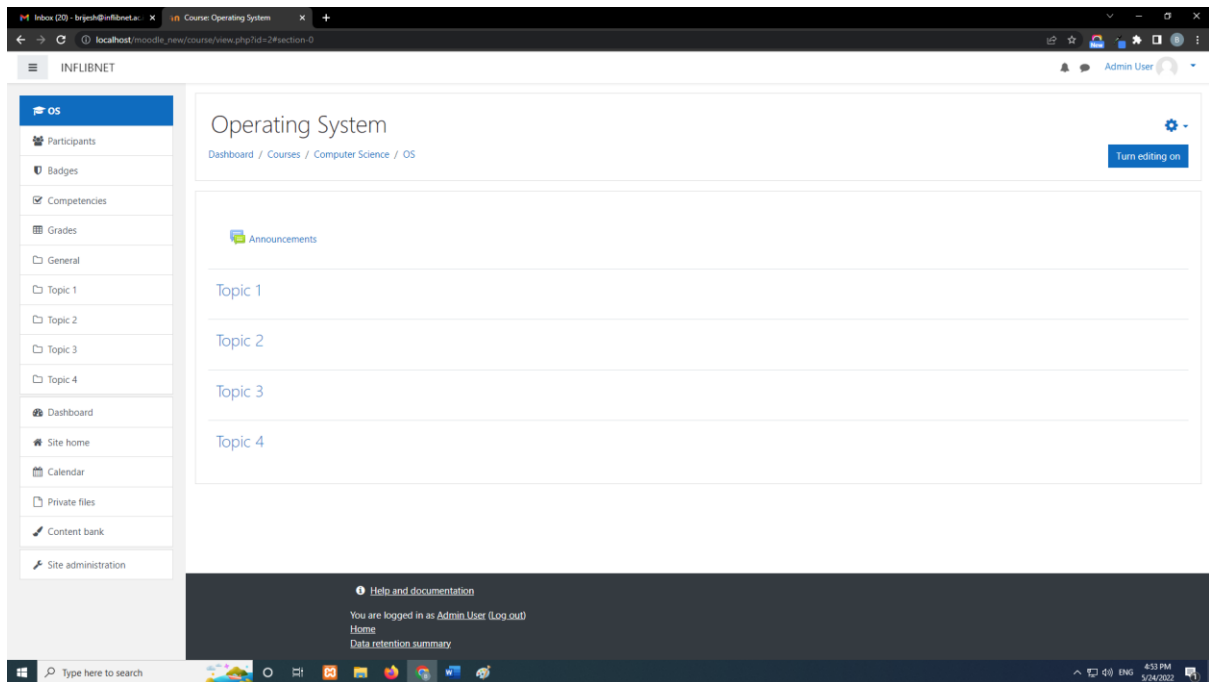 Inbox (20) - brijesh@inflibnet.ac.
Course: Operating System
localhost/moodle_new/course/view.php?id=2#section-0
New
B
INFLIBNET
Admin User
OS
Participants
Badges
Competencies
Grades
General
Topic 1
Topic 2
Topic 3
Topic 4
Dashboard
Site home
Calendar
Private files
Content bank
Site administration
Operating System
Dashboard / Courses / Computer Science / OS
Turn editing on
Announcements
Topic 1
Topic 2
Topic 3
Topic 4
Help and documentation
You are logged in as Admin User (Log out)
Home
Data retention summary
Type here to search
ENG
4:53 PM
5/24/2022